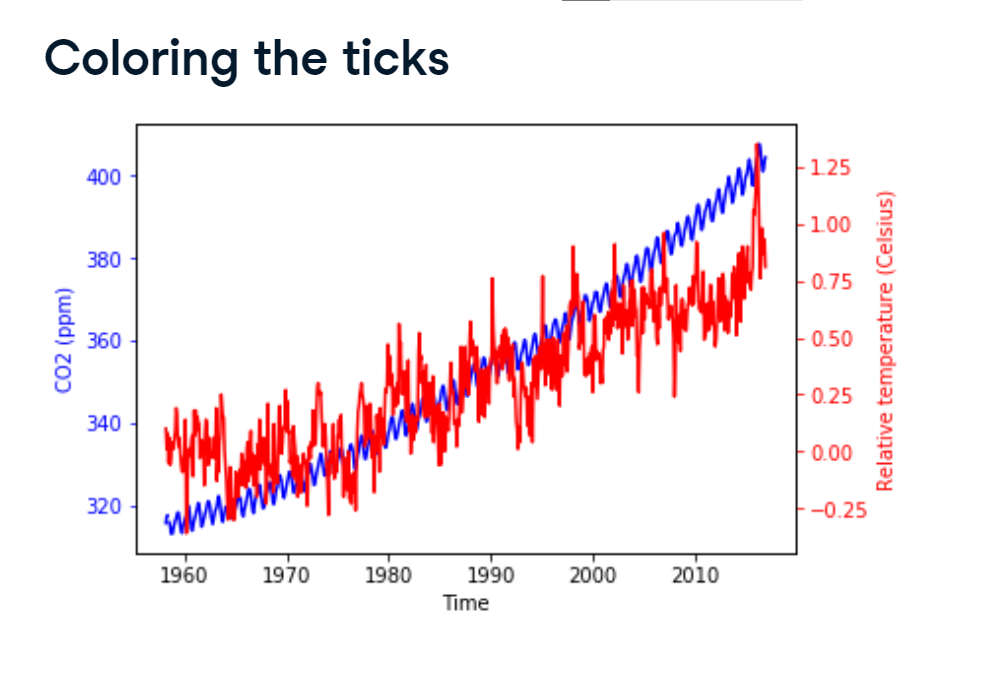 Coloring the ticks
400
380
360
340
320
CO2 (ppm)
1.25
1.00
0.75
0.50
0.25
0.00
−0.25
Relative temperature (Celsius)
1960 1970 1980 1990 2000 2010
Time